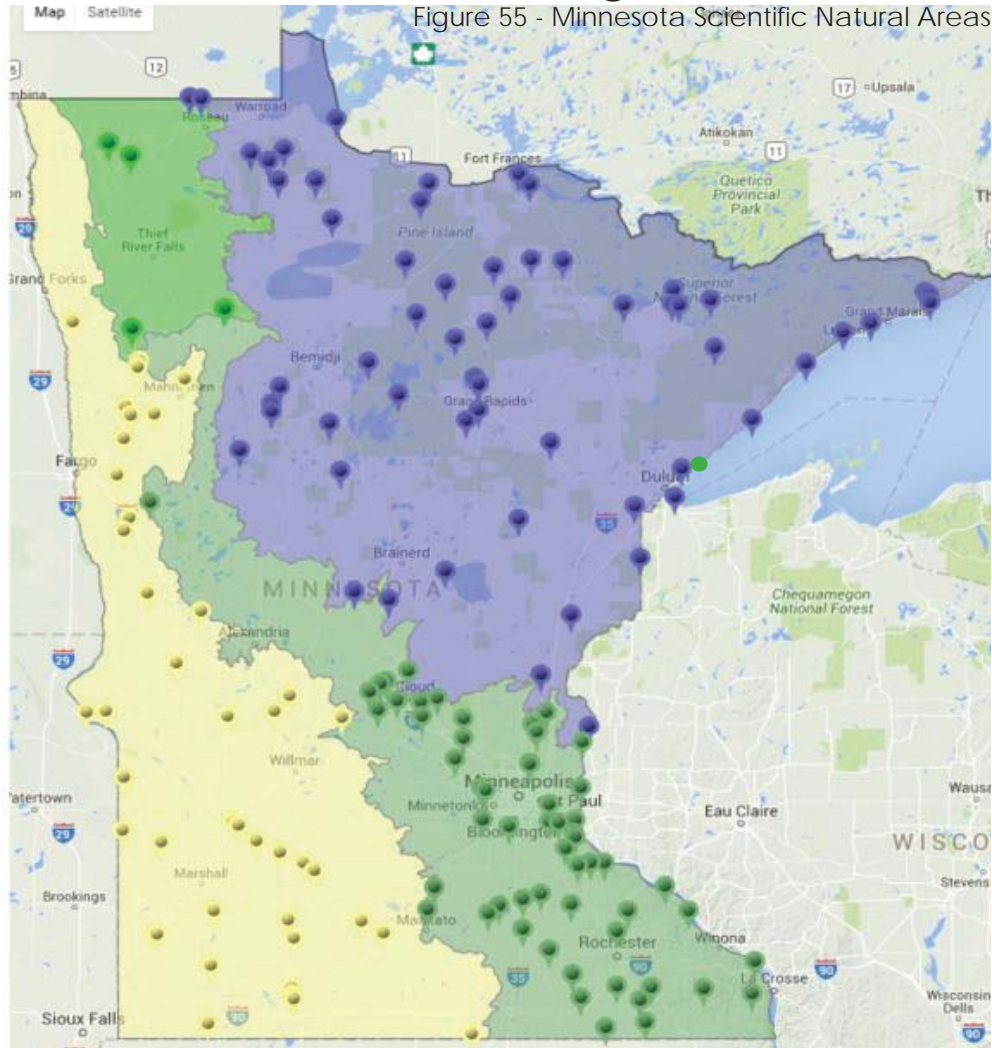 Map Satellite
Figure 55 - Minnesota Scientific Natural Areas
12
17 Upsala
Warroad
Roseau
Atikokan
11
Fort Frances
11
Quetico
Provincial
Park
Pine Island
29
Thief
River Falls
Grand Forks
Superior
National Forest
Grand Marais
Bemidji
29
Grand Rapids
Fargo
Duluth
29
35
Brainerd
MINNESOTA
Chequamegon
National Forest
Alexandria
29
Cloud
Willmar
Minneapolis
Minnetonka
St Paul
Watertown
Eau Claire
Bloomington
29
WISCO
Marshall
Stevens
Brookings
Mankato
Rochester
Winona
90
35
La Crosse
90
Wisconsin
Dells
Sioux Falls
90
90